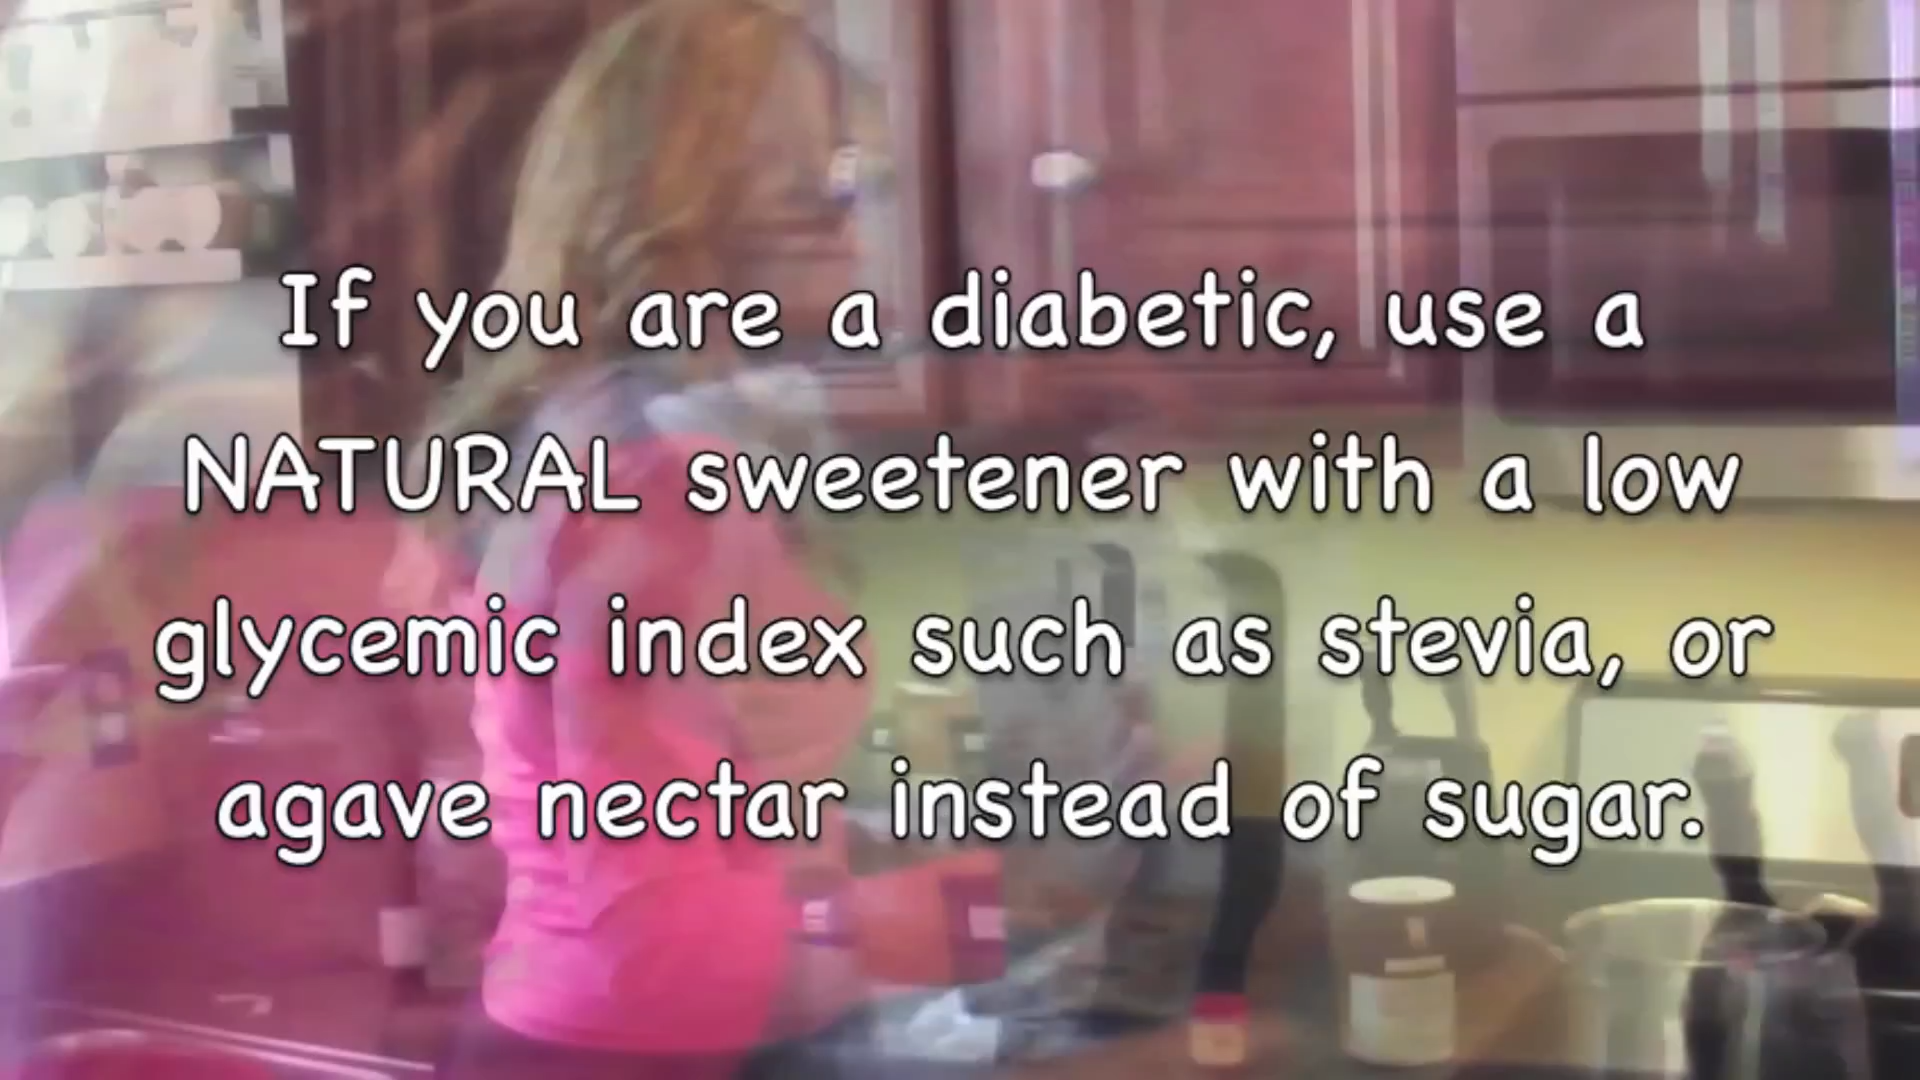 If you are a diabetic, use a
NATURAL sweetener with a low
glycemic index such as stevia, or
agave nectar instead of sugar.